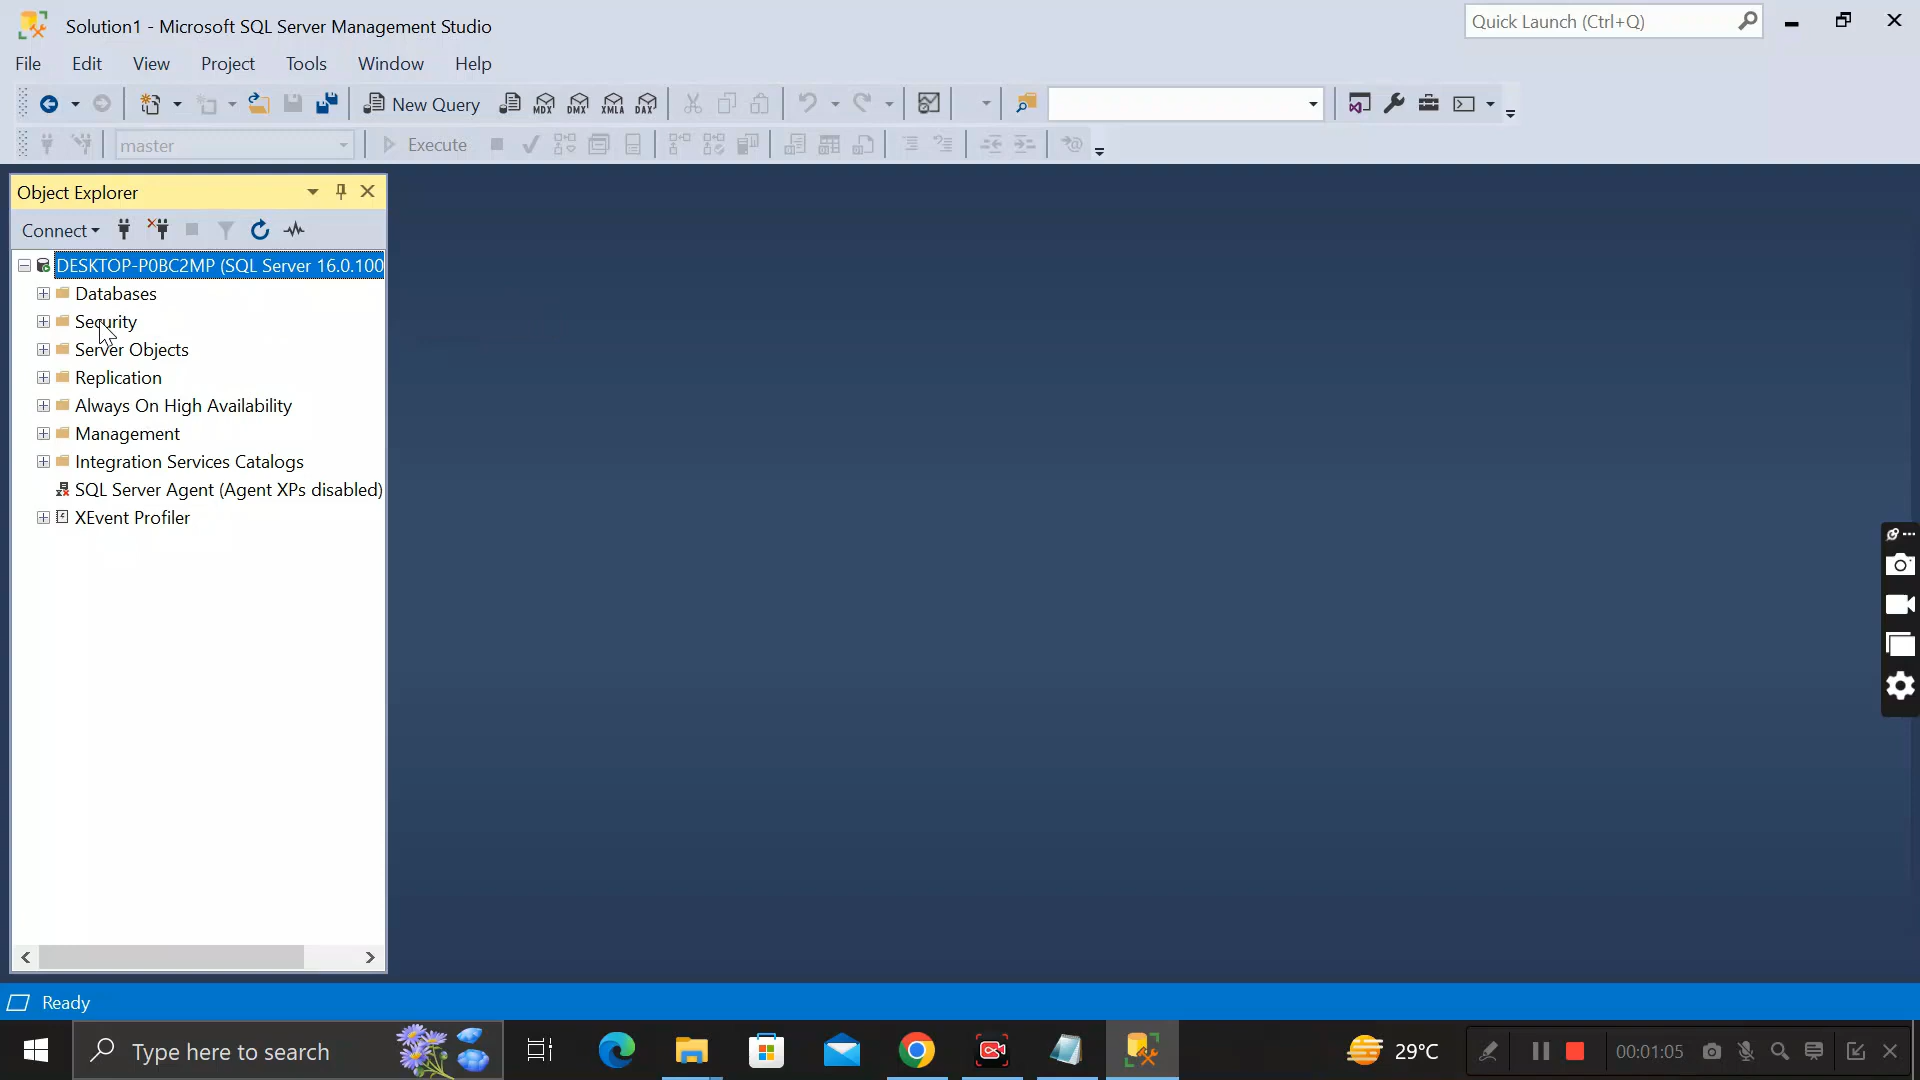 Solution1 - Microsoft SQL Server Management Studio
Quick Launch (Ctrl+Q)
File Edit View Project Tools Window Help
New Query MDX DMX XMLA DAX
master Execute
Object Explorer
Connect
DESKTOP-P0BC2MP (SQL Server 16.0.100
Databases
Security
Server Objects
Replication
Always On High Availability
Management
Integration Services Catalogs
SQL Server Agent (Agent XPs disabled)
XEvent Profiler
Ready
Type here to search
29°C
00:01:05